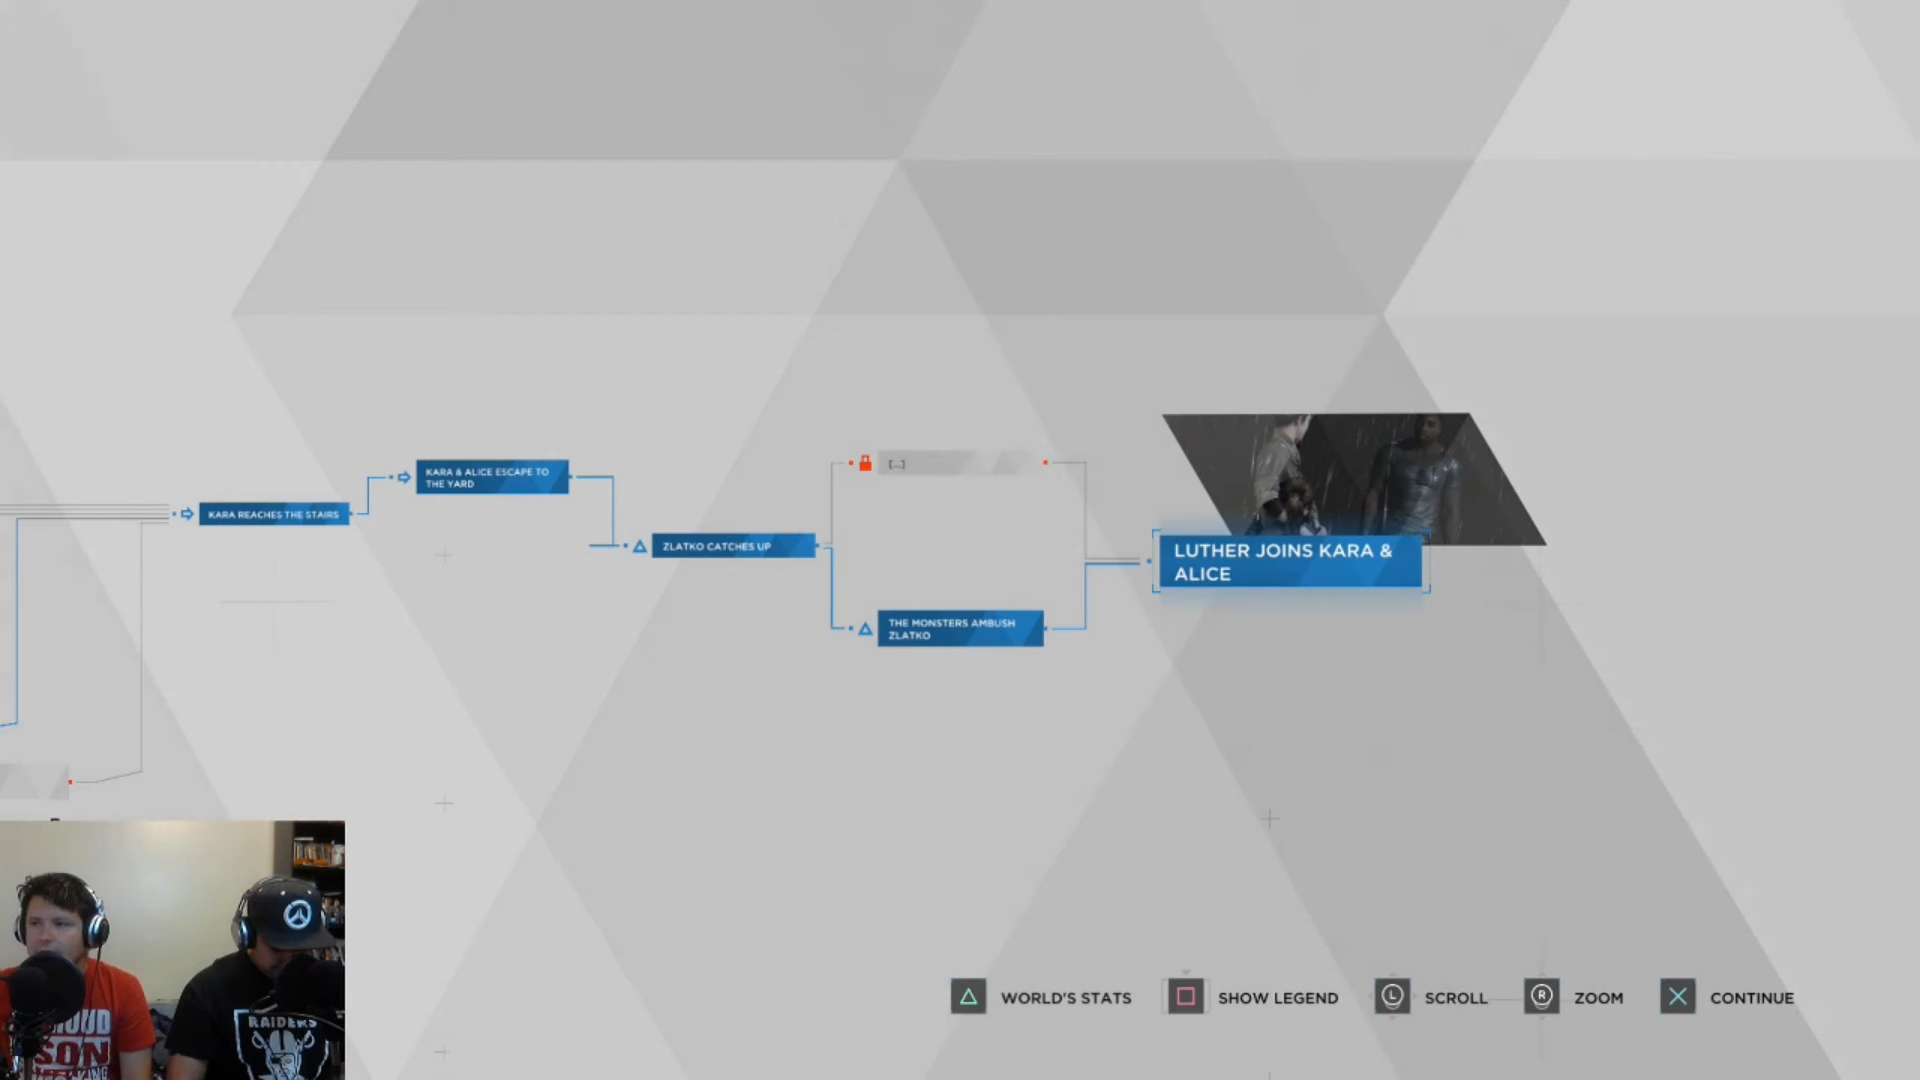 KARA REACHES THE STAIRS
KARA & ALICE ESCAPE TO
THE YARD
ZLATKO CATCHES UP
[...]
THE MONSTERS AMBUSH
ZLATKO
LUTHER JOINS KARA &
ALICE
WORLD'S STATS
SHOW LEGEND
L
SCROLL
R
ZOOM
CONTINUE
SON
RAIDERS